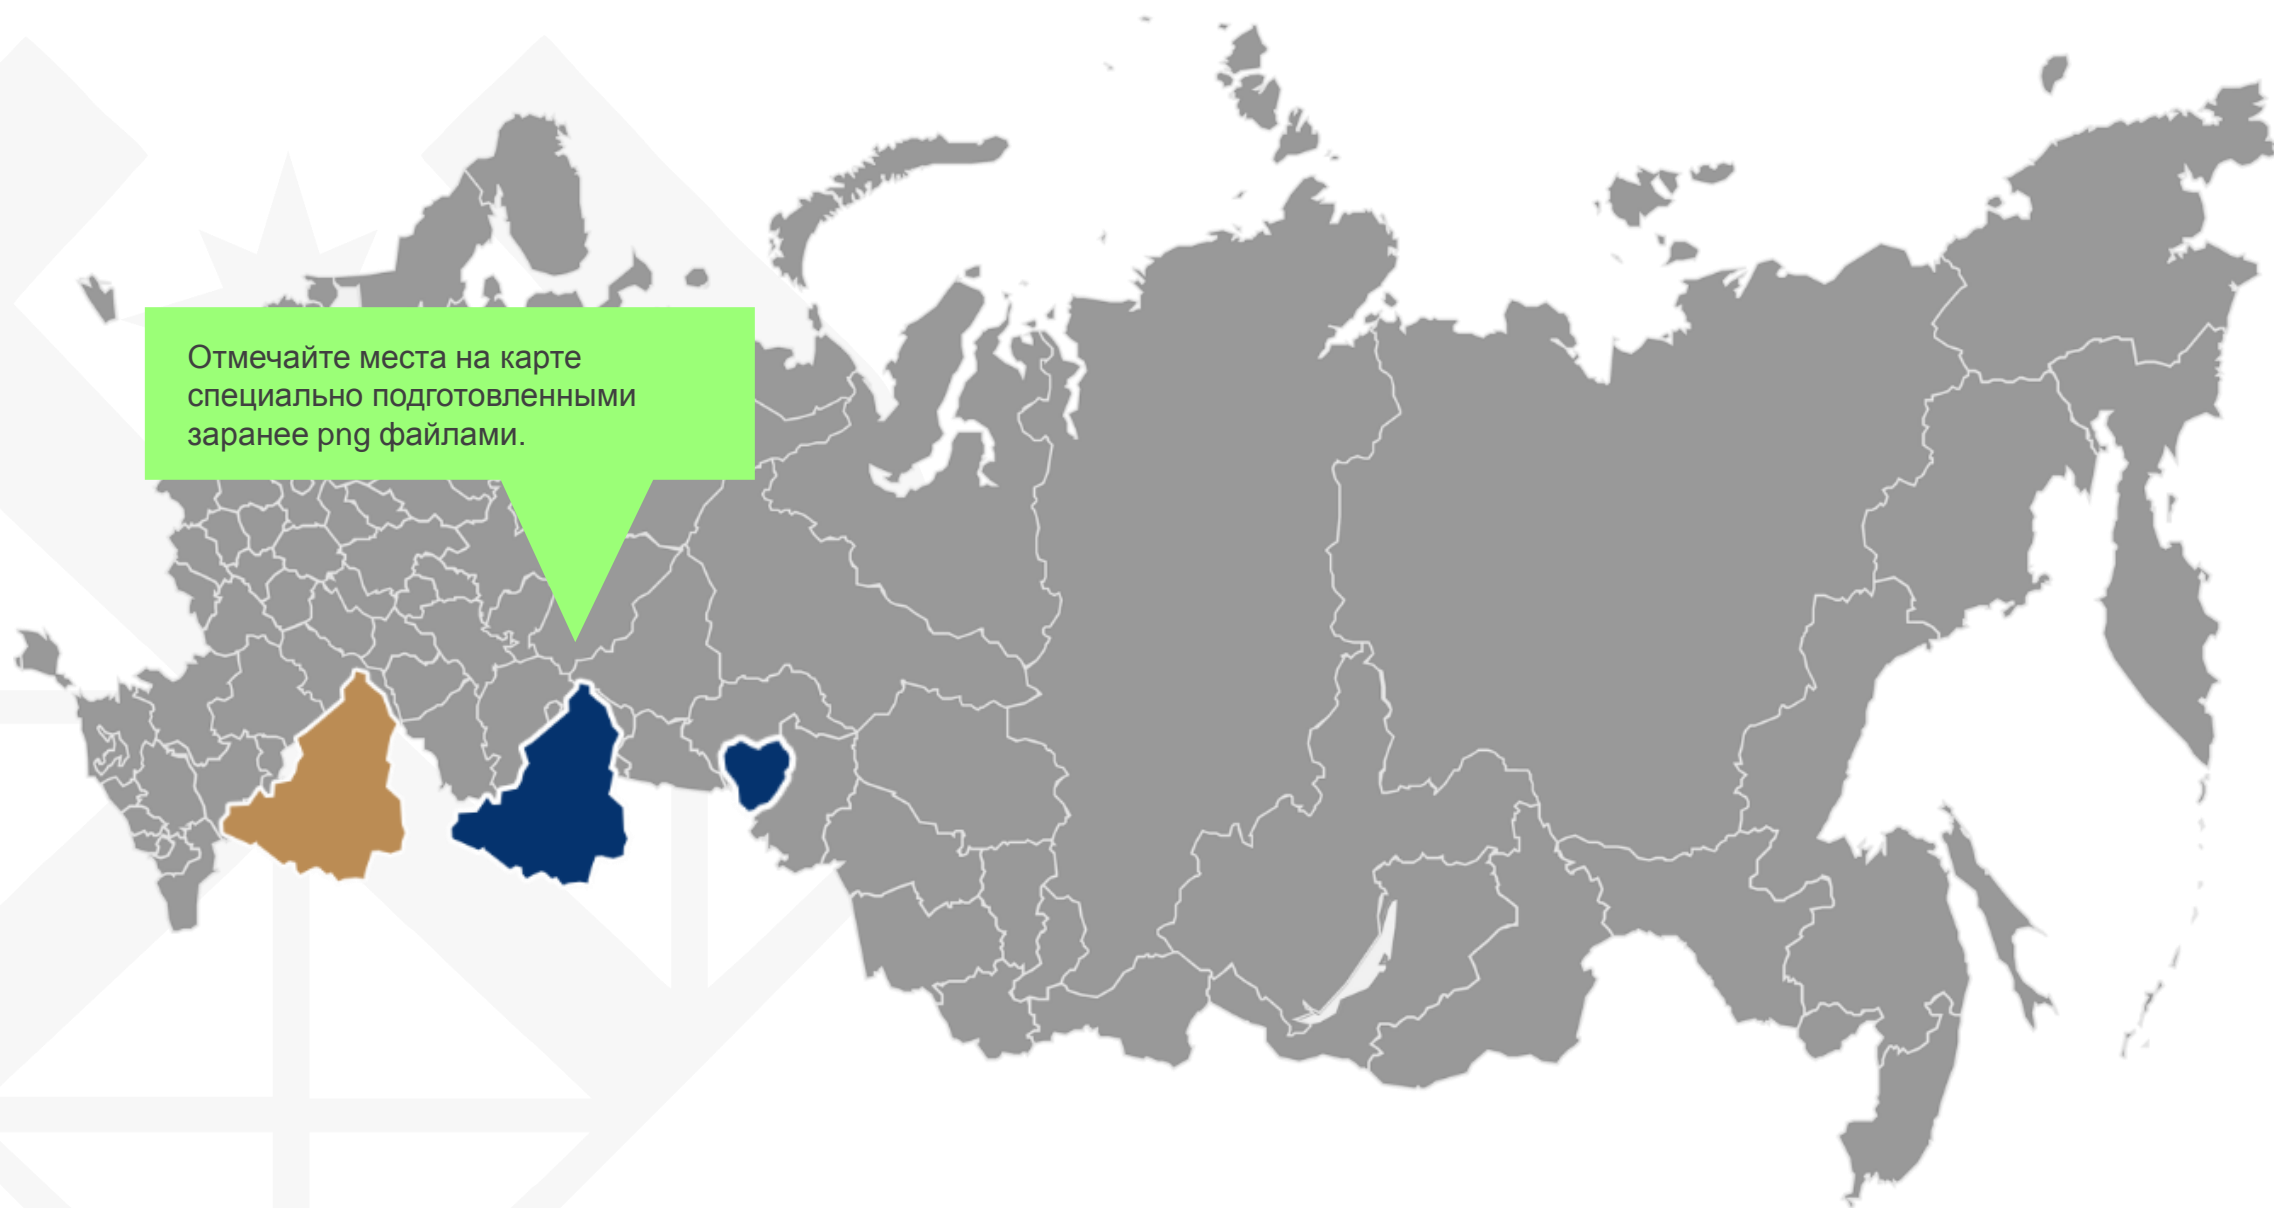 Отмечайте места на карте
специально подготовленными
заранее png файлами.